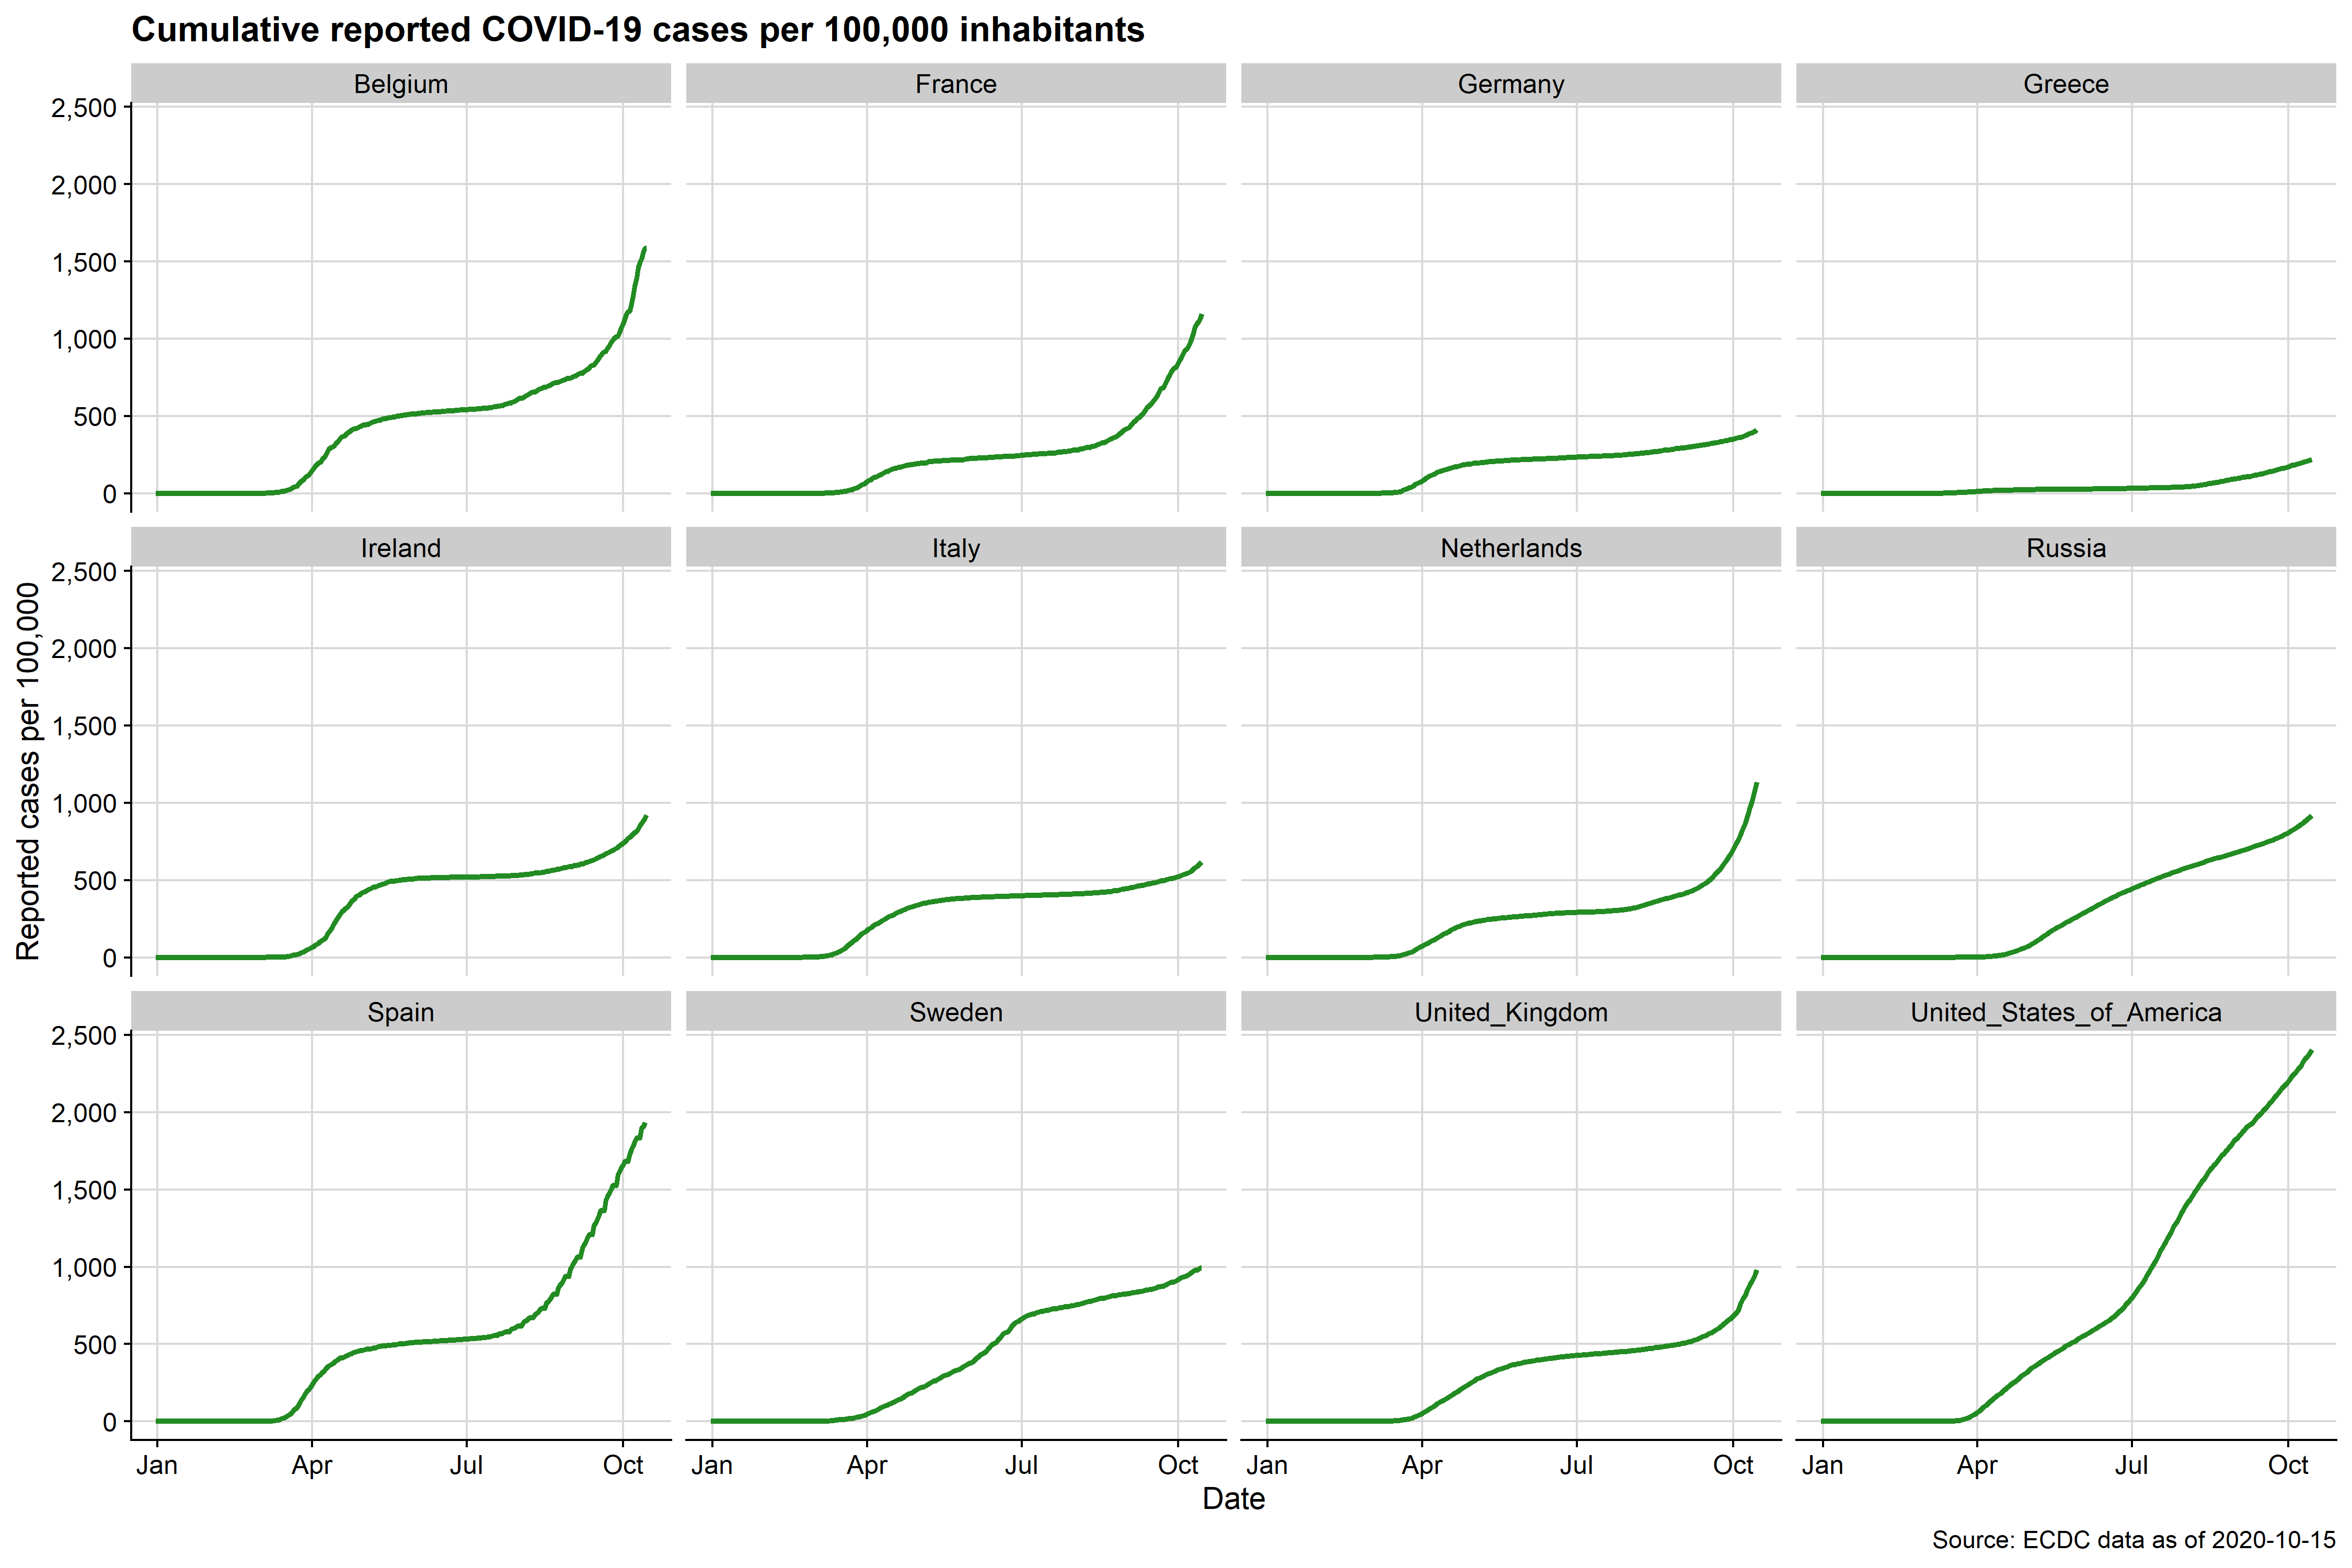 Cumulative reported COVID-19 cases per 100,000 inhabitants
Belgium France Germany Greece
2,500
2,000
1,500
1,000
500
0
Ireland Italy Netherlands Russia
2,500
2,000
1,500
1,000
500
0
Reported cases per 100,000
Spain Sweden United_Kingdom United_States_of_America
2,500
2,000
1,500
1,000
500
0
Jan Apr Jul Oct Jan Apr Jul Oct Jan Apr Jul Oct Jan Apr Jul Oct
Date
Source: ECDC data as of 2020-10-15